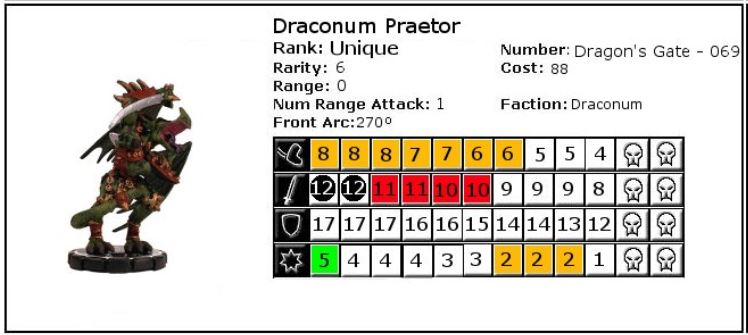 Draconum Praetor
Rank: Unique
Number: Dragon's Gate - 069
Rarity: 6
Cost: 88
Range: 0
Num Range Attack: 1
Faction: Draconum
Front Arc:270º
8 8 8 7 7 6 6 5 5 4
12 12 11 11 10 10 9 9 9 8
17 17 17 16 16 15 14 14 13 12
5 4 4 4 3 3 2 2 2 1